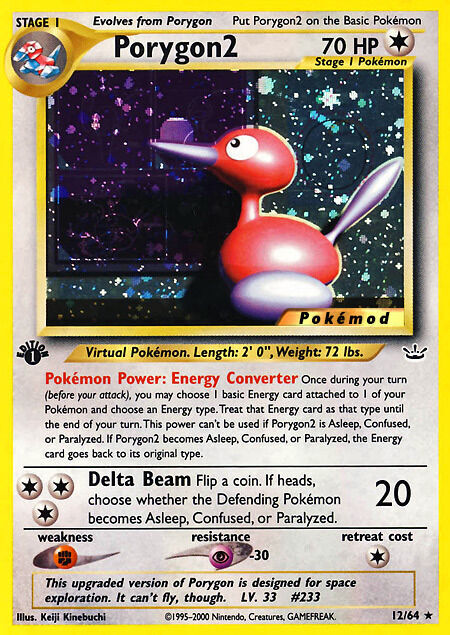 STAGE 1 Evolves from Porygon Put Porygon2 on the Basic Pokémon
Porygon2 70 HP
Stage 1 Pokémon
Pokémod
EDITION 1
Virtual Pokémon. Length: 2' 0", Weight: 72 lbs.
Pokémon Power: Energy Converter Once during your turn
(before your attack), you may choose 1 basic Energy card attached to 1 of your
Pokémon and choose an Energy type. Treat that Energy card as that type until
the end of your turn. This power can't be used if Porygon2 is Asleep, Confused,
or Paralyzed. If Porygon2 becomes Asleep, Confused, or Paralyzed, the Energy
card goes back to its original type.
Delta Beam Flip a coin. If heads,
choose whether the Defending Pokémon
becomes Asleep, Confused, or Paralyzed.
20
weakness resistance retreat cost
-30
This upgraded version of Porygon is designed for space
exploration. It can't fly, though. LV. 33 #233
Illus. Keiji Kinebuchi ©1995-2000 Nintendo, Creatures, GAMEFREAK. 12/64 ★